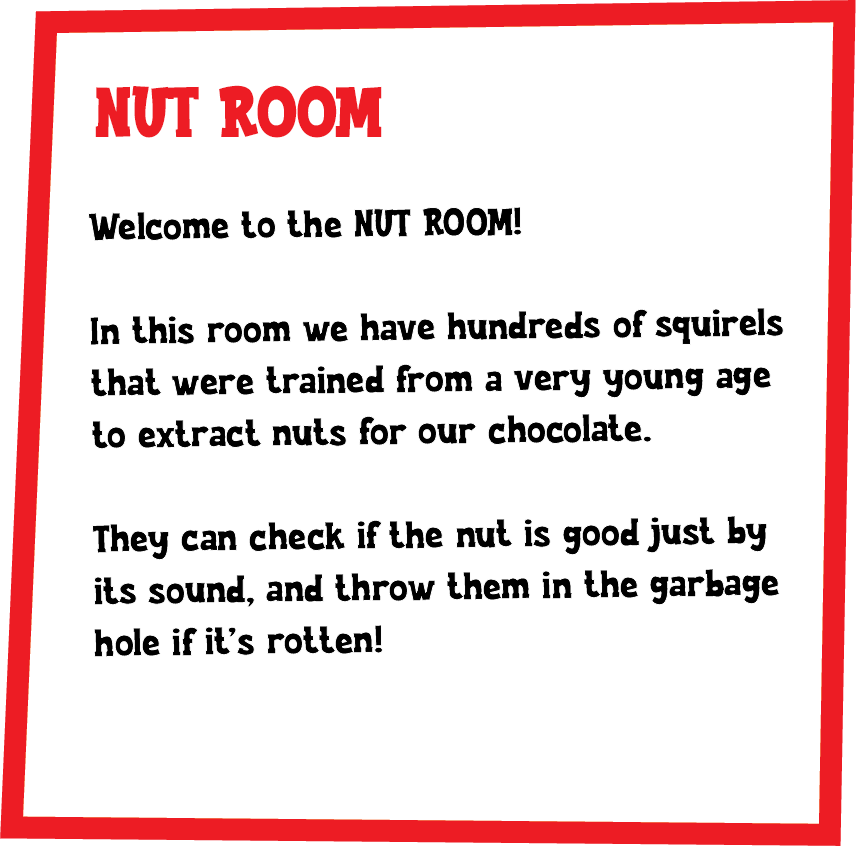 NUT ROOM
Welcome to the NUT ROOM!
In this room we have hundreds of squirels
that were trained from a very young age
to extract nuts for our chocolate.
They can check if the nut is good just by
its sound, and throw them in the garbage
hole if it's rotten!